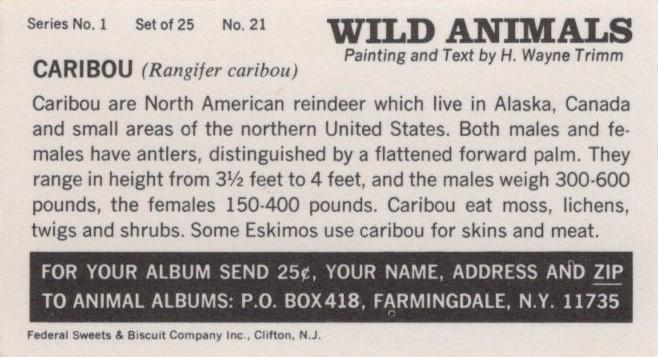 Series No. 1 Set of 25 No. 21
WILD ANIMALS
Painting and Text by H. Wayne Trimm
CARIBOU (Rangifer caribou)
Caribou are North American reindeer which live in Alaska, Canada
and small areas of the northern United States. Both males and fe-
males have antlers, distinguished by a flattened forward palm. They
range in height from 3½ feet to 4 feet, and the males weigh 300-600
pounds, the females 150-400 pounds. Caribou eat moss, lichens,
twigs and shrubs. Some Eskimos use caribou for skins and meat.
FOR YOUR ALBUM SEND 25¢, YOUR NAME, ADDRESS AND ZIP
TO ANIMAL ALBUMS: P.O. BOX 418, FARMINGDALE, N.Y. 11735
Federal Sweets & Biscuit Company Inc., Clifton, N.J.